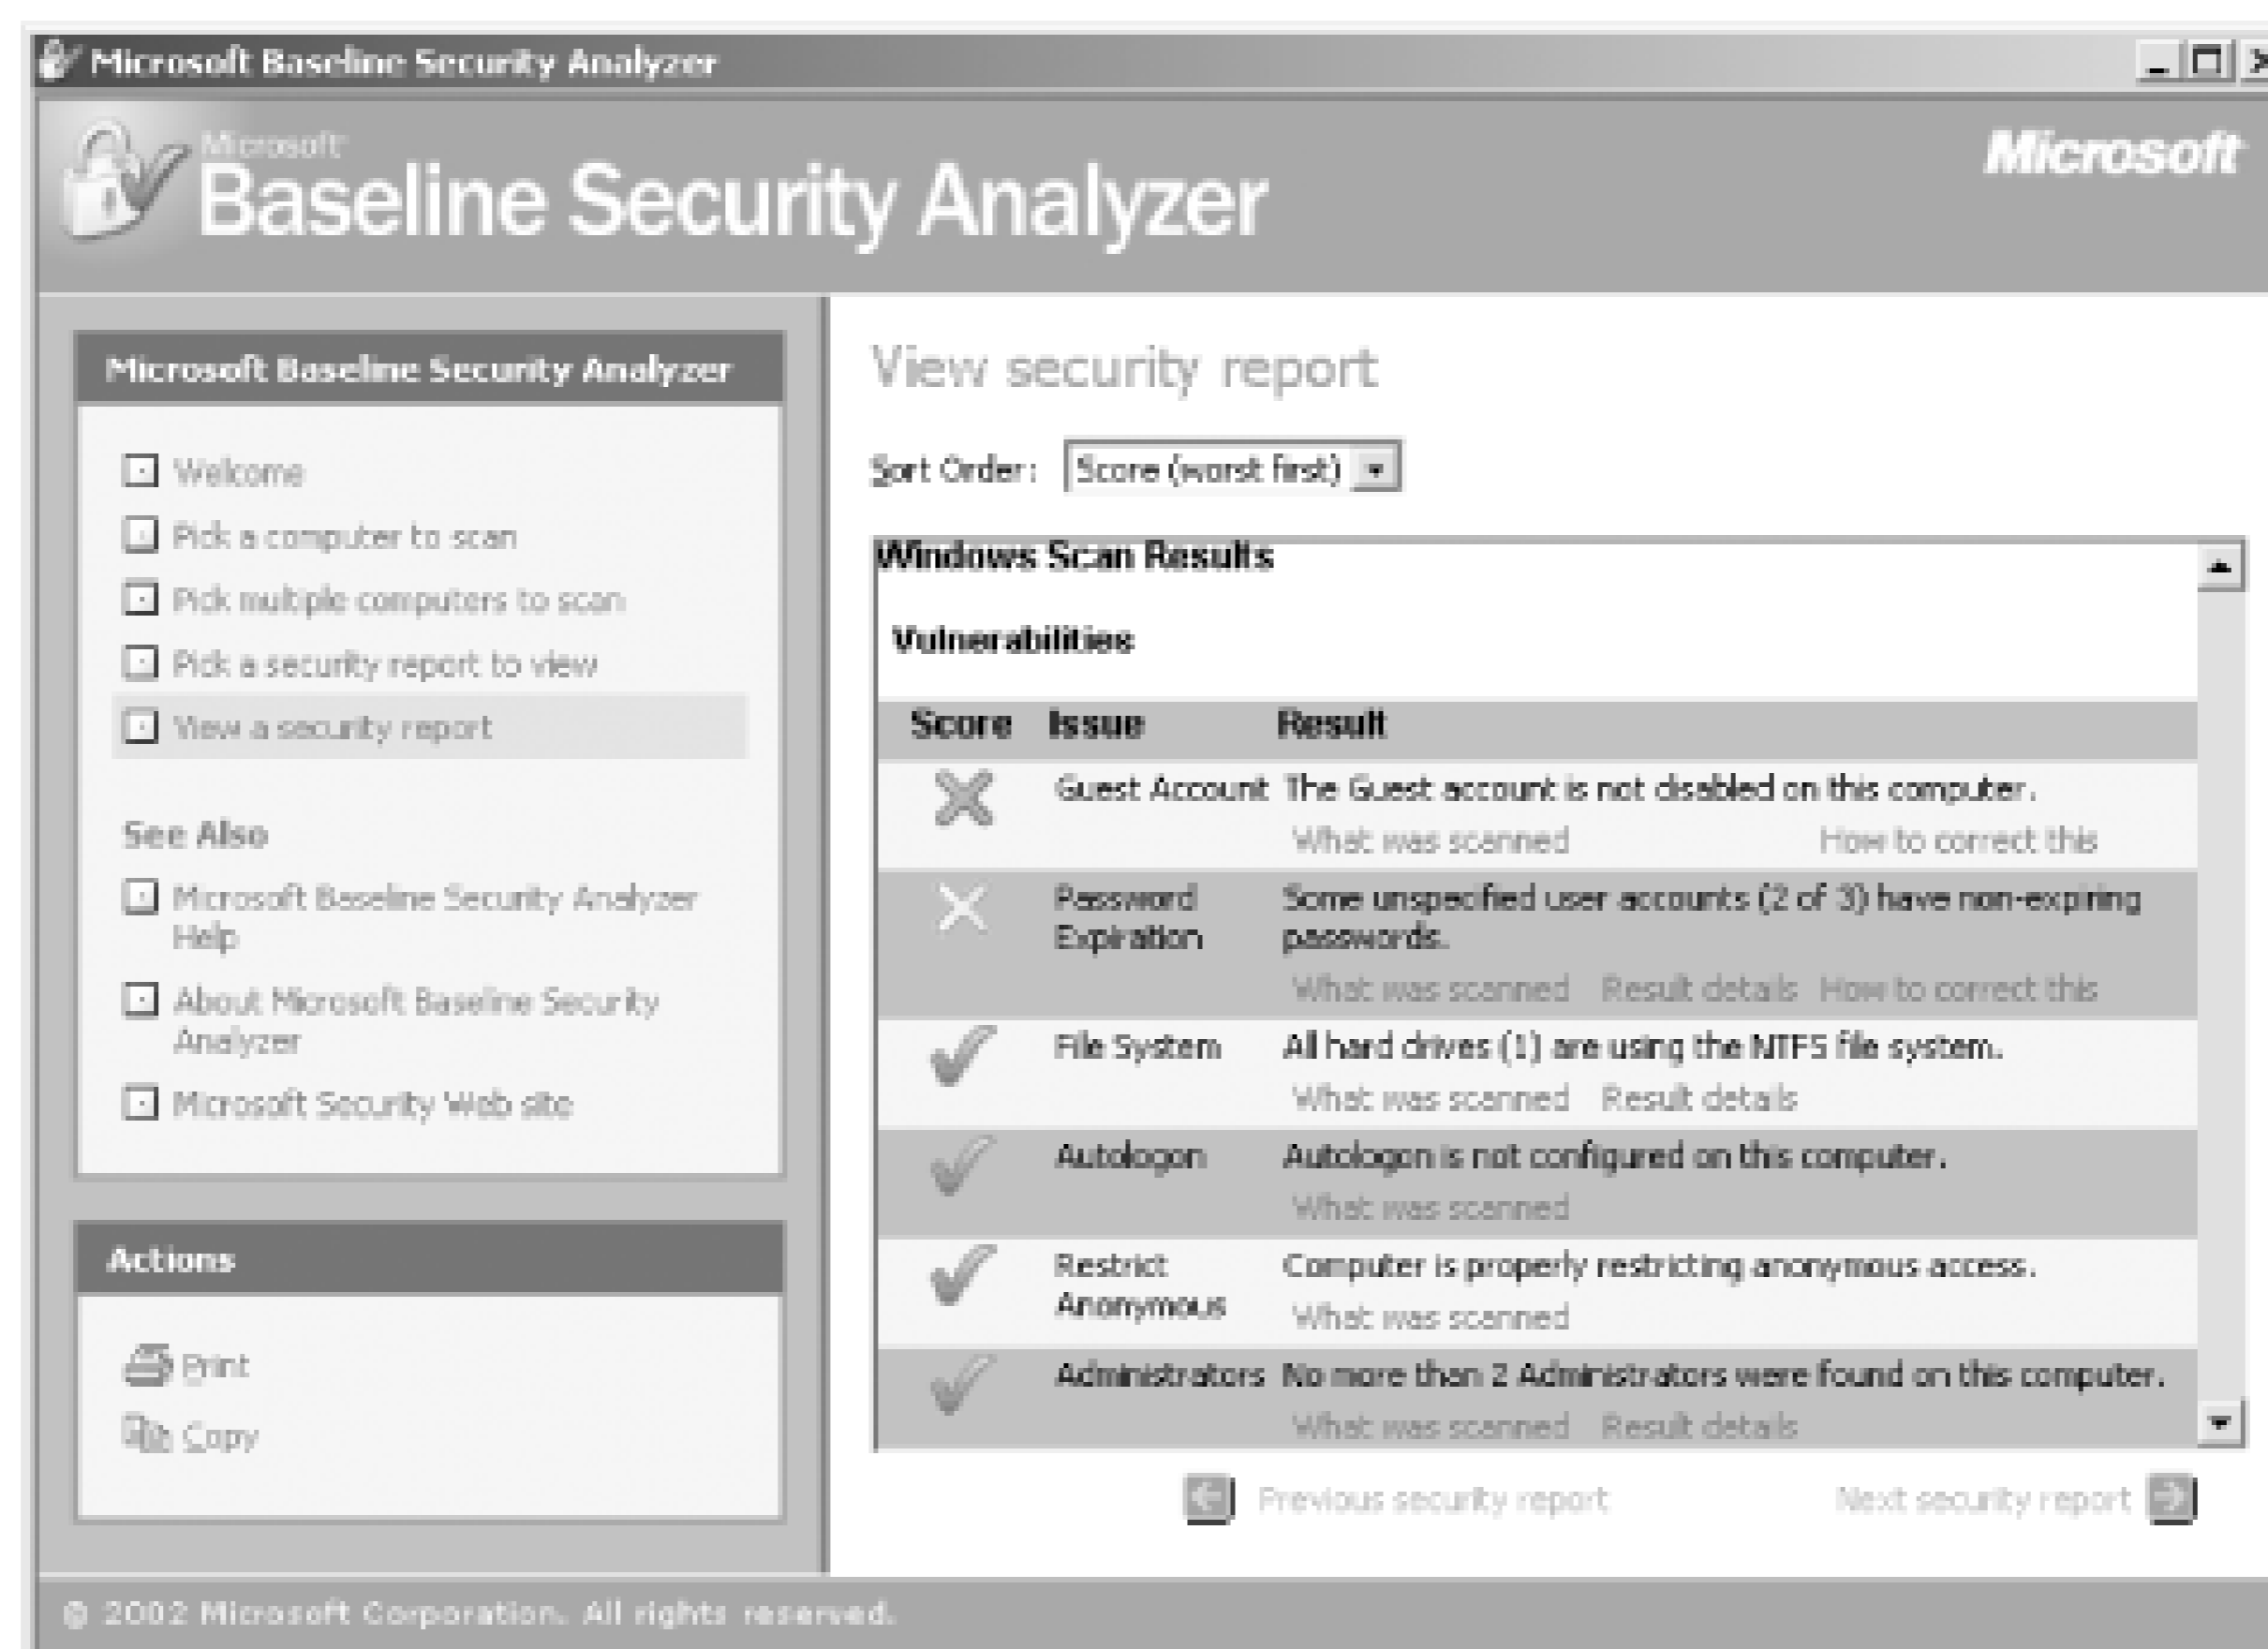 Microsoft Baseline Security Analyzer
Microsoft
Baseline Security Analyzer
Microsoft
Microsoft Baseline Security Analyzer
Welcome
Pick a computer to scan
Pick multiple computers to scan
Pick a security report to view
View a security report
See Also
Microsoft Baseline Security Analyzer
Help
About Microsoft Baseline Security
Analyzer
Microsoft Security Web site
Actions
Print
Copy
View security report
Sort Order: Score (worst first)
Windows Scan Results
Vulnerabilities
Score Issue Result
Guest Account The Guest account is not disabled on this computer.
What was scanned How to correct this
Password Some unspecified user accounts (2 of 3) have non-expiring
Expiration passwords.
What was scanned Result details How to correct this
File System All hard drives (1) are using the NTFS file system.
What was scanned Result details
Autologon Autologon is not configured on this computer.
What was scanned
Restrict Computer is properly restricting anonymous access.
Anonymous What was scanned
Administrators No more than 2 Administrators were found on this computer.
What was scanned Result details
Previous security report Next security report
© 2002 Microsoft Corporation. All rights reserved.